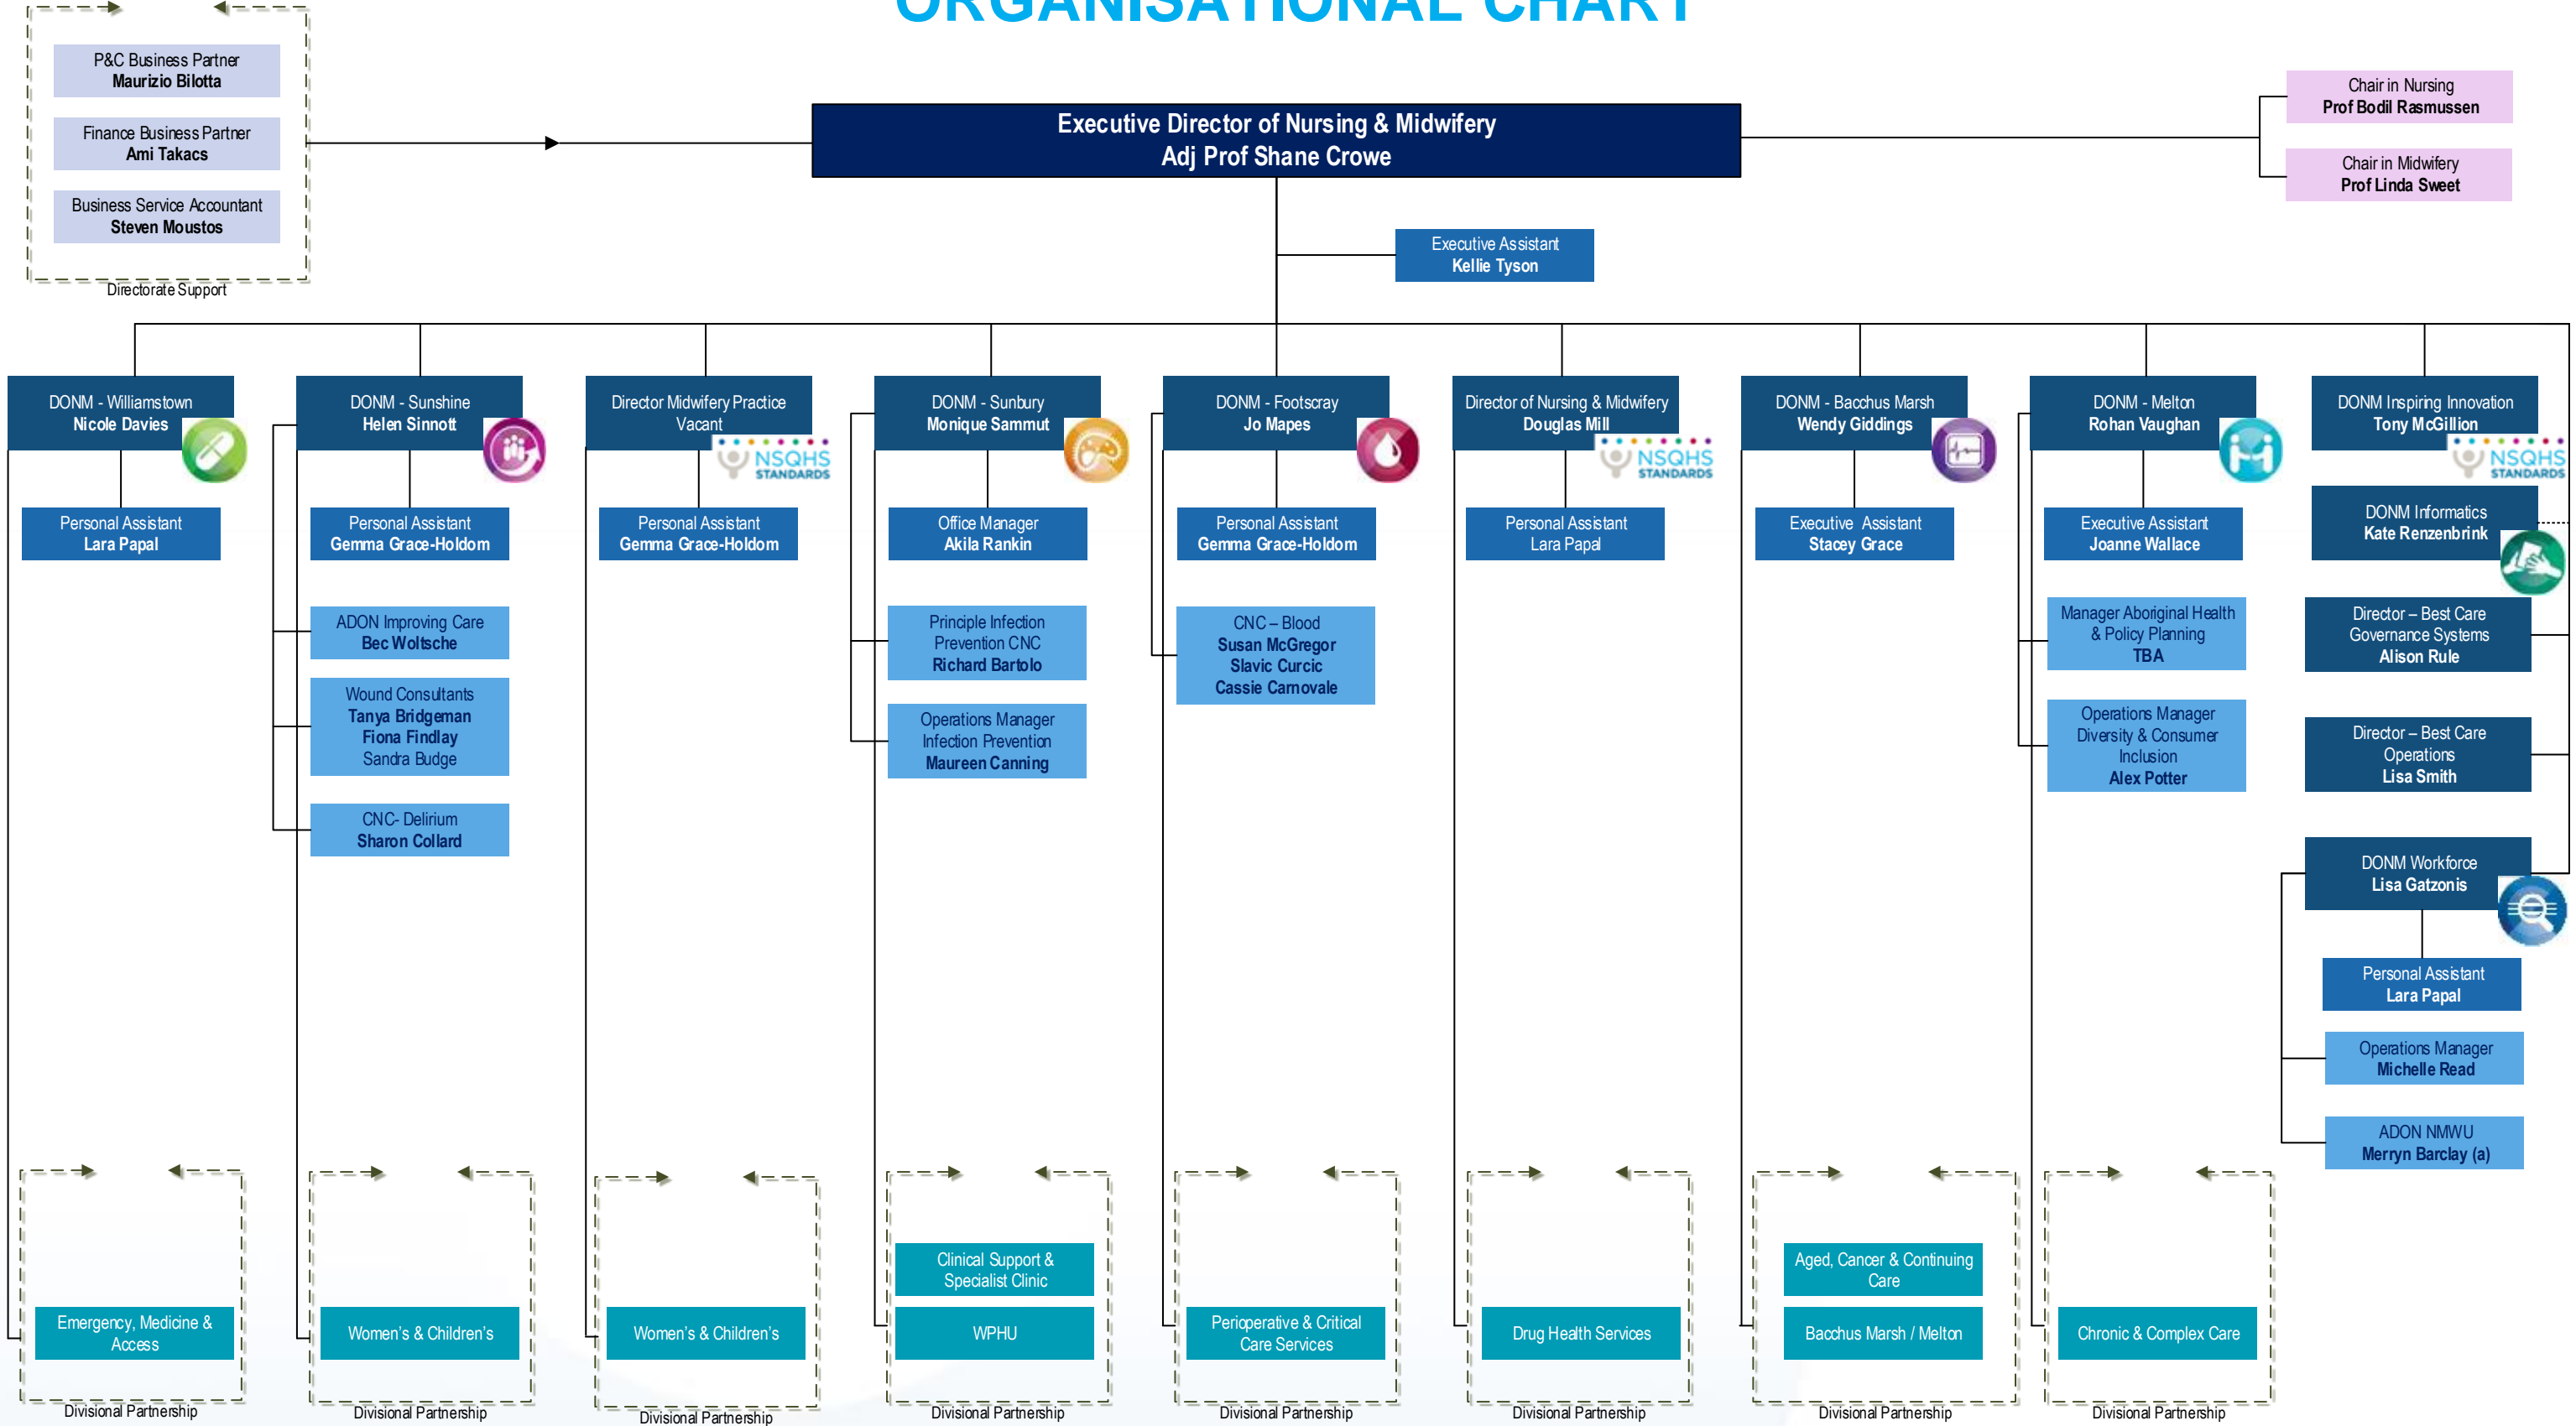 ORGANISATIONAL CHART
P&C Business Partner
Maurizio Bilotta
Finance Business Partner
Ami Takacs
Business Service Accountant
Steven Moustos
Directorate Support
Executive Director of Nursing & Midwifery
Adj Prof Shane Crowe
Chair in Nursing
Prof Bodil Rasmussen
Chair in Midwifery
Prof Linda Sweet
Executive Assistant
Kellie Tyson
DONM - Williamstown
Nicole Davies
Personal Assistant
Lara Papal
Emergency, Medicine &
Access
Divisional Partnership
DONM - Sunshine
Helen Sinnott
Personal Assistant
Gemma Grace-Holdom
ADON Improving Care
Bec Woltsche
Wound Consultants
Tanya Bridgeman
Fiona Findlay
Sandra Budge
CNC- Delirium
Sharon Collard
Women's & Children's
Divisional Partnership
Director Midwifery Practice
Vacant
NSQHS
STANDARDS
Personal Assistant
Gemma Grace-Holdom
Women's & Children's
Divisional Partnership
DONM - Sunbury
Monique Sammut
Office Manager
Akila Rankin
Principle Infection
Prevention CNC
Richard Bartolo
Operations Manager
Infection Prevention
Maureen Canning
Clinical Support &
Specialist Clinic
WPHU
Divisional Partnership
DONM - Footscray
Jo Mapes
Personal Assistant
Gemma Grace-Holdom
CNC – Blood
Susan McGregor
Slavic Curcic
Cassie Carnovale
Perioperative & Critical
Care Services
Divisional Partnership
Director of Nursing & Midwifery
Douglas Mill
NSQHS
STANDARDS
Personal Assistant
Lara Papal
Drug Health Services
Divisional Partnership
DONM - Bacchus Marsh
Wendy Giddings
Executive Assistant
Stacey Grace
Aged, Cancer & Continuing
Care
Bacchus Marsh / Melton
Divisional Partnership
DONM - Melton
Rohan Vaughan
Executive Assistant
Joanne Wallace
Manager Aboriginal Health
& Policy Planning
TBA
Operations Manager
Diversity & Consumer
Inclusion
Alex Potter
Chronic & Complex Care
Divisional Partnership
DONM Inspiring Innovation
Tony McGillion
NSQHS
STANDARDS
DONM Informatics
Kate Renzenbrink
Director – Best Care
Governance Systems
Alison Rule
Director – Best Care
Operations
Lisa Smith
DONM Workforce
Lisa Gatzonis
Personal Assistant
Lara Papal
Operations Manager
Michelle Read
ADON NMWU
Merryn Barclay (a)